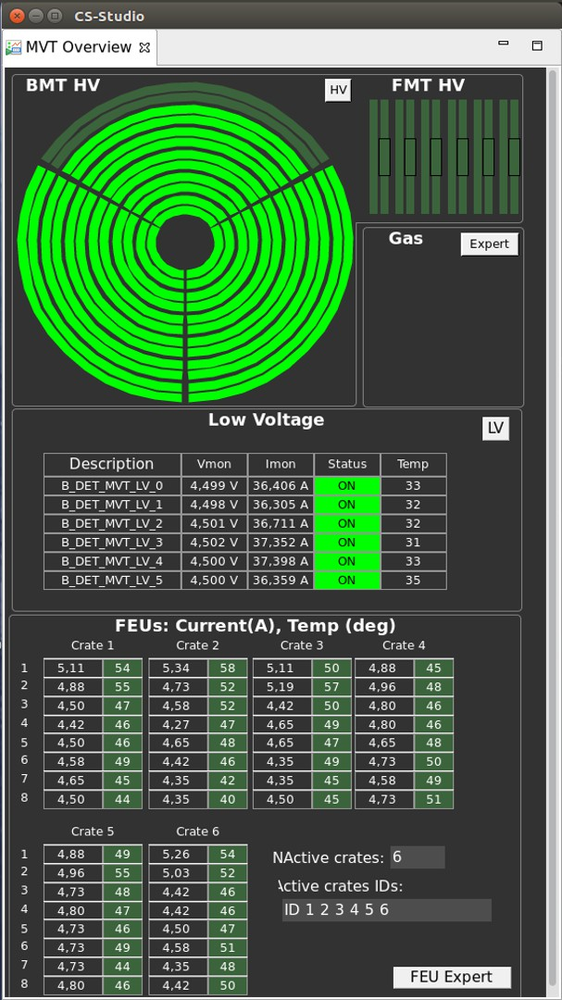 CS-Studio
MVT Overview
BMT HV
HV
FMT HV
Gas
Expert
Low Voltage
LV
Description Vmon Imon Status Temp
B_DET_MVT_LV_0 4,499 V 36,406 A ON 33
B_DET_MVT_LV_1 4,498 V 36,305 A ON 32
B_DET_MVT_LV_2 4,501 V 36,711 A ON 32
B_DET_MVT_LV_3 4,502 V 37,352 A ON 31
B_DET_MVT_LV_4 4,500 V 37,398 A ON 33
B_DET_MVT_LV_5 4,500 V 36,359 A ON 35
FEUs: Current(A), Temp (deg)
Crate 1 Crate 2 Crate 3 Crate 4
1 5,11 54 5,34 58 5,11 50 4,88 45
2 4,88 55 4,73 52 5,19 57 4,96 48
3 4,50 47 4,58 52 4,42 50 4,80 46
4 4,42 46 4,27 47 4,65 49 4,80 46
5 4,50 46 4,65 48 4,65 47 4,65 48
6 4,58 49 4,42 46 4,35 49 4,73 50
7 4,65 45 4,35 42 4,35 45 4,58 49
8 4,50 44 4,35 40 4,50 45 4,73 51
Crate 5 Crate 6
1 4,88 49 5,26 54
2 4,96 55 5,03 52
3 4,73 48 4,42 46
4 4,80 47 4,42 46
5 4,73 46 4,50 47
6 4,73 49 4,58 51
7 4,73 44 4,35 48
8 4,80 46 4,42 50
NActive crates: 6
Active crates IDs:
ID 1 2 3 4 5 6
FEU Expert